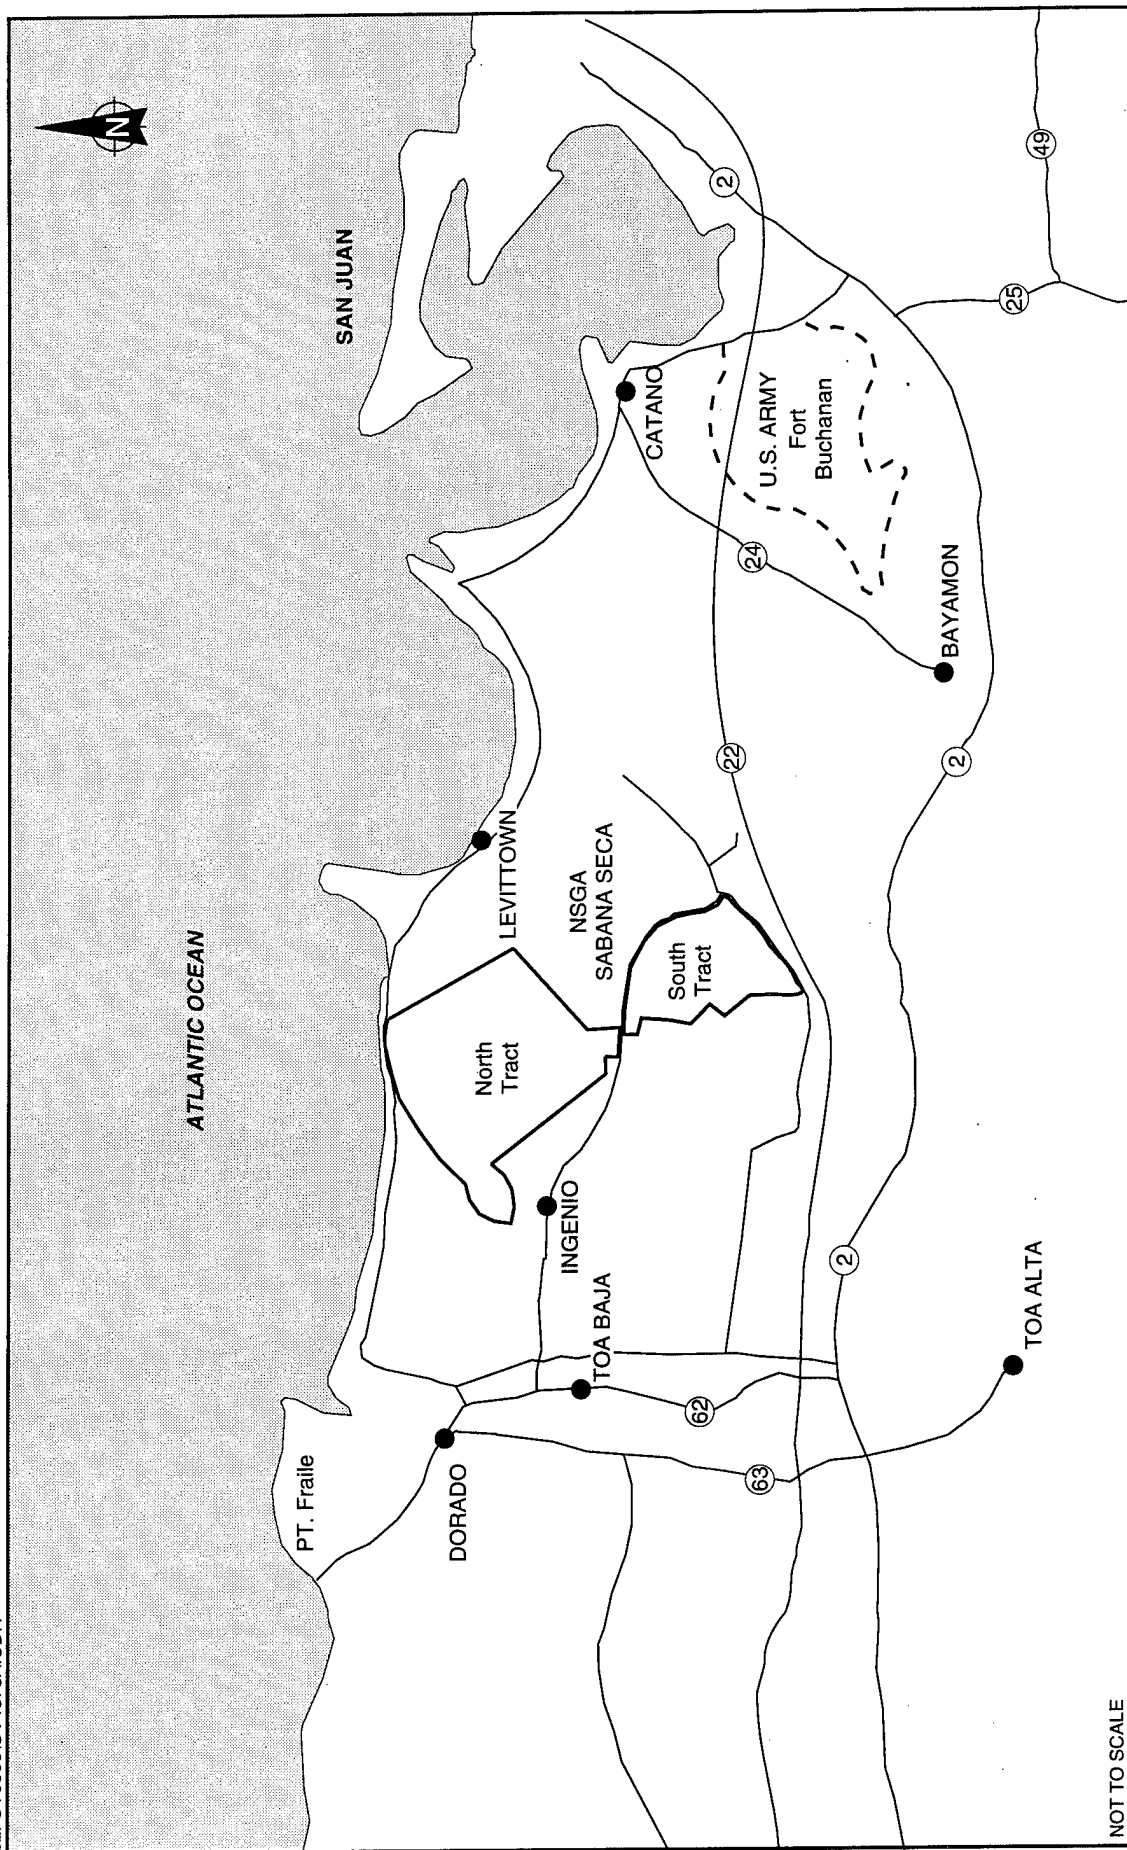 N
SAN JUAN
ATLANTIC OCEAN
PT. Fraile
DORADO
TOA BAJA
INGENIO
LEVITTOWN
North
Tract
NSGA
SABANA SECA
South
Tract
CATANO
U.S. ARMY
Fort
Buchanan
BAYAMON
TOA ALTA
2
49
25
24
22
2
2
62
63
NOT TO SCALE